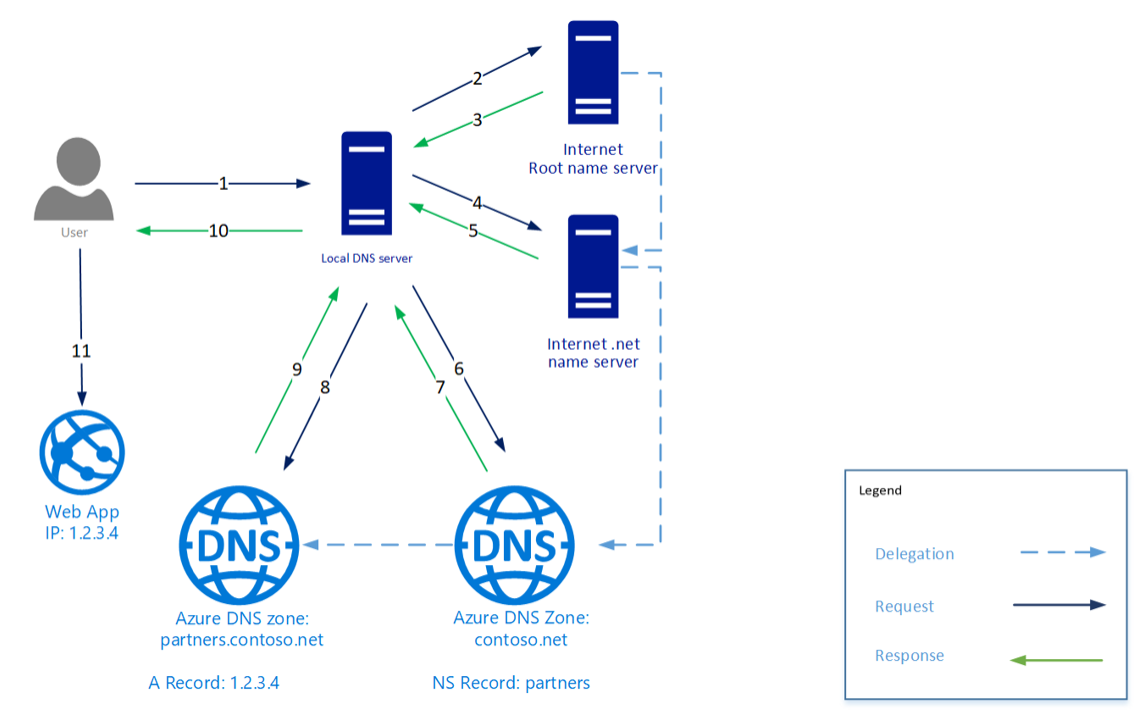 2
3
Internet
Root name server
1
4
5
User
10
Local DNS server
Internet .net
name server
11
9
8
6
7
Web App
IP: 1.2.3.4
DNS
DNS
Azure DNS zone:
partners.contoso.net
A Record: 1.2.3.4
Azure DNS Zone:
contoso.net
NS Record: partners
Legend
Delegation
Request
Response